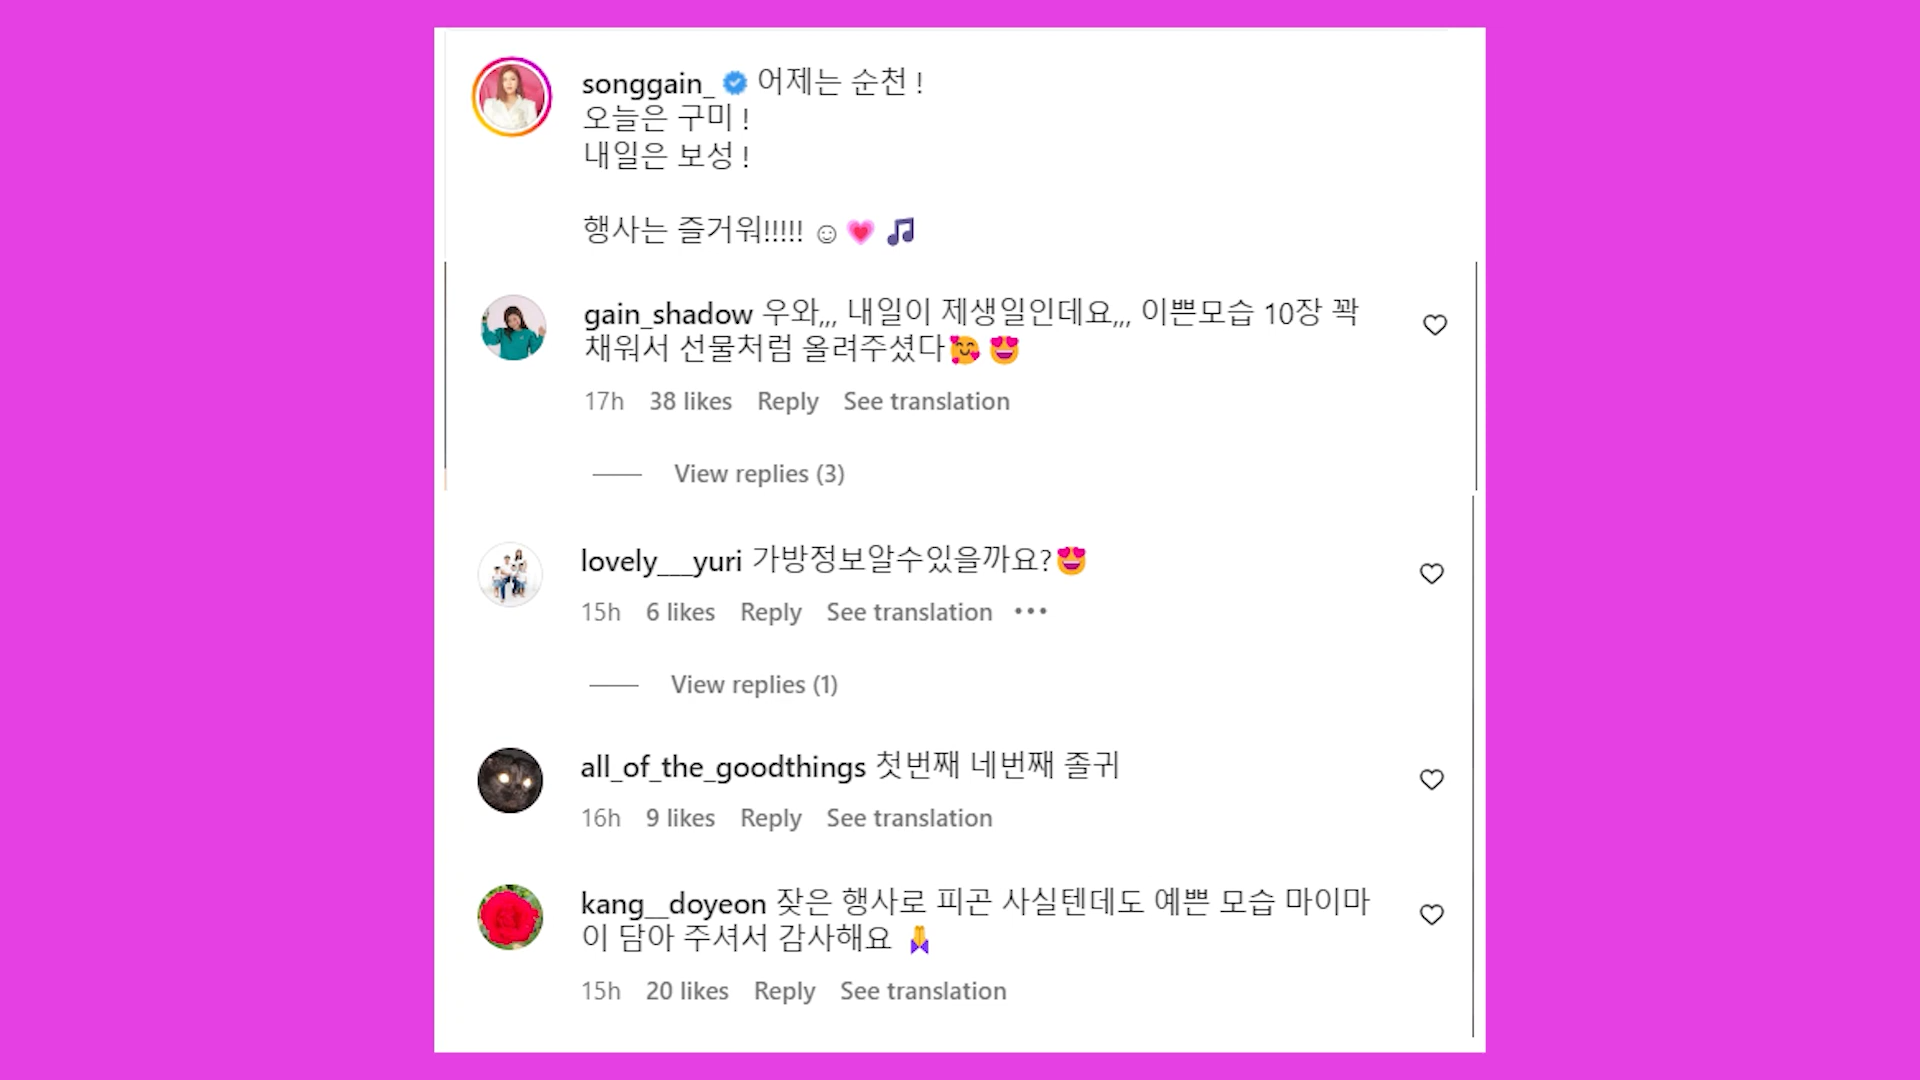 songgain_ 어제는 순천 !
오늘은 구미 !
내일은 보성 !
행사는 즐거워!!!!! ☺💗🎵
gain_shadow 우와,,, 내일이 제생일인데요,,, 이쁜모습 10장 꽉
채워서 선물처럼 올려주셨다🥰😍
17h 38 likes Reply See translation
View replies (3)
lovely___yuri 가방정보알수있을까요?😍
15h 6 likes Reply See translation •••
View replies (1)
all_of_the_goodthings 첫번째 네번째 졸귀
16h 9 likes Reply See translation
kang__doyeon 잦은 행사로 피곤 사실텐데도 예쁜 모습 마이마
이 담아 주셔서 감사해요 🙏
15h 20 likes Reply See translation